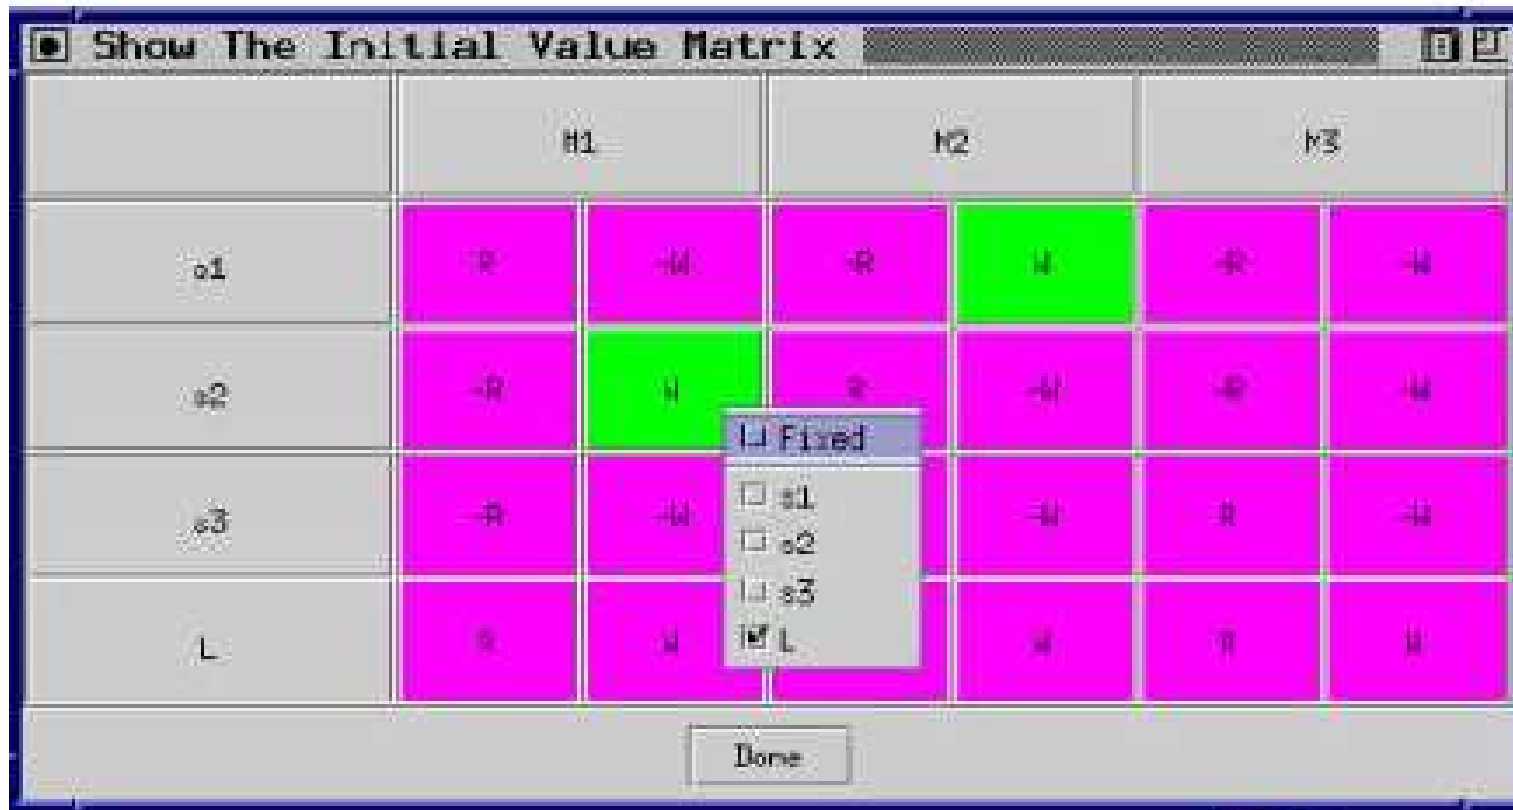 Show The Initial Value Matrix
M1 M2 M3
s1 R -W -R W -R -W
s2 -R W R -W -R -W
Fixed
s1
s3 -R -W -W R -W
s2
s3
L R W W R W
L
Done